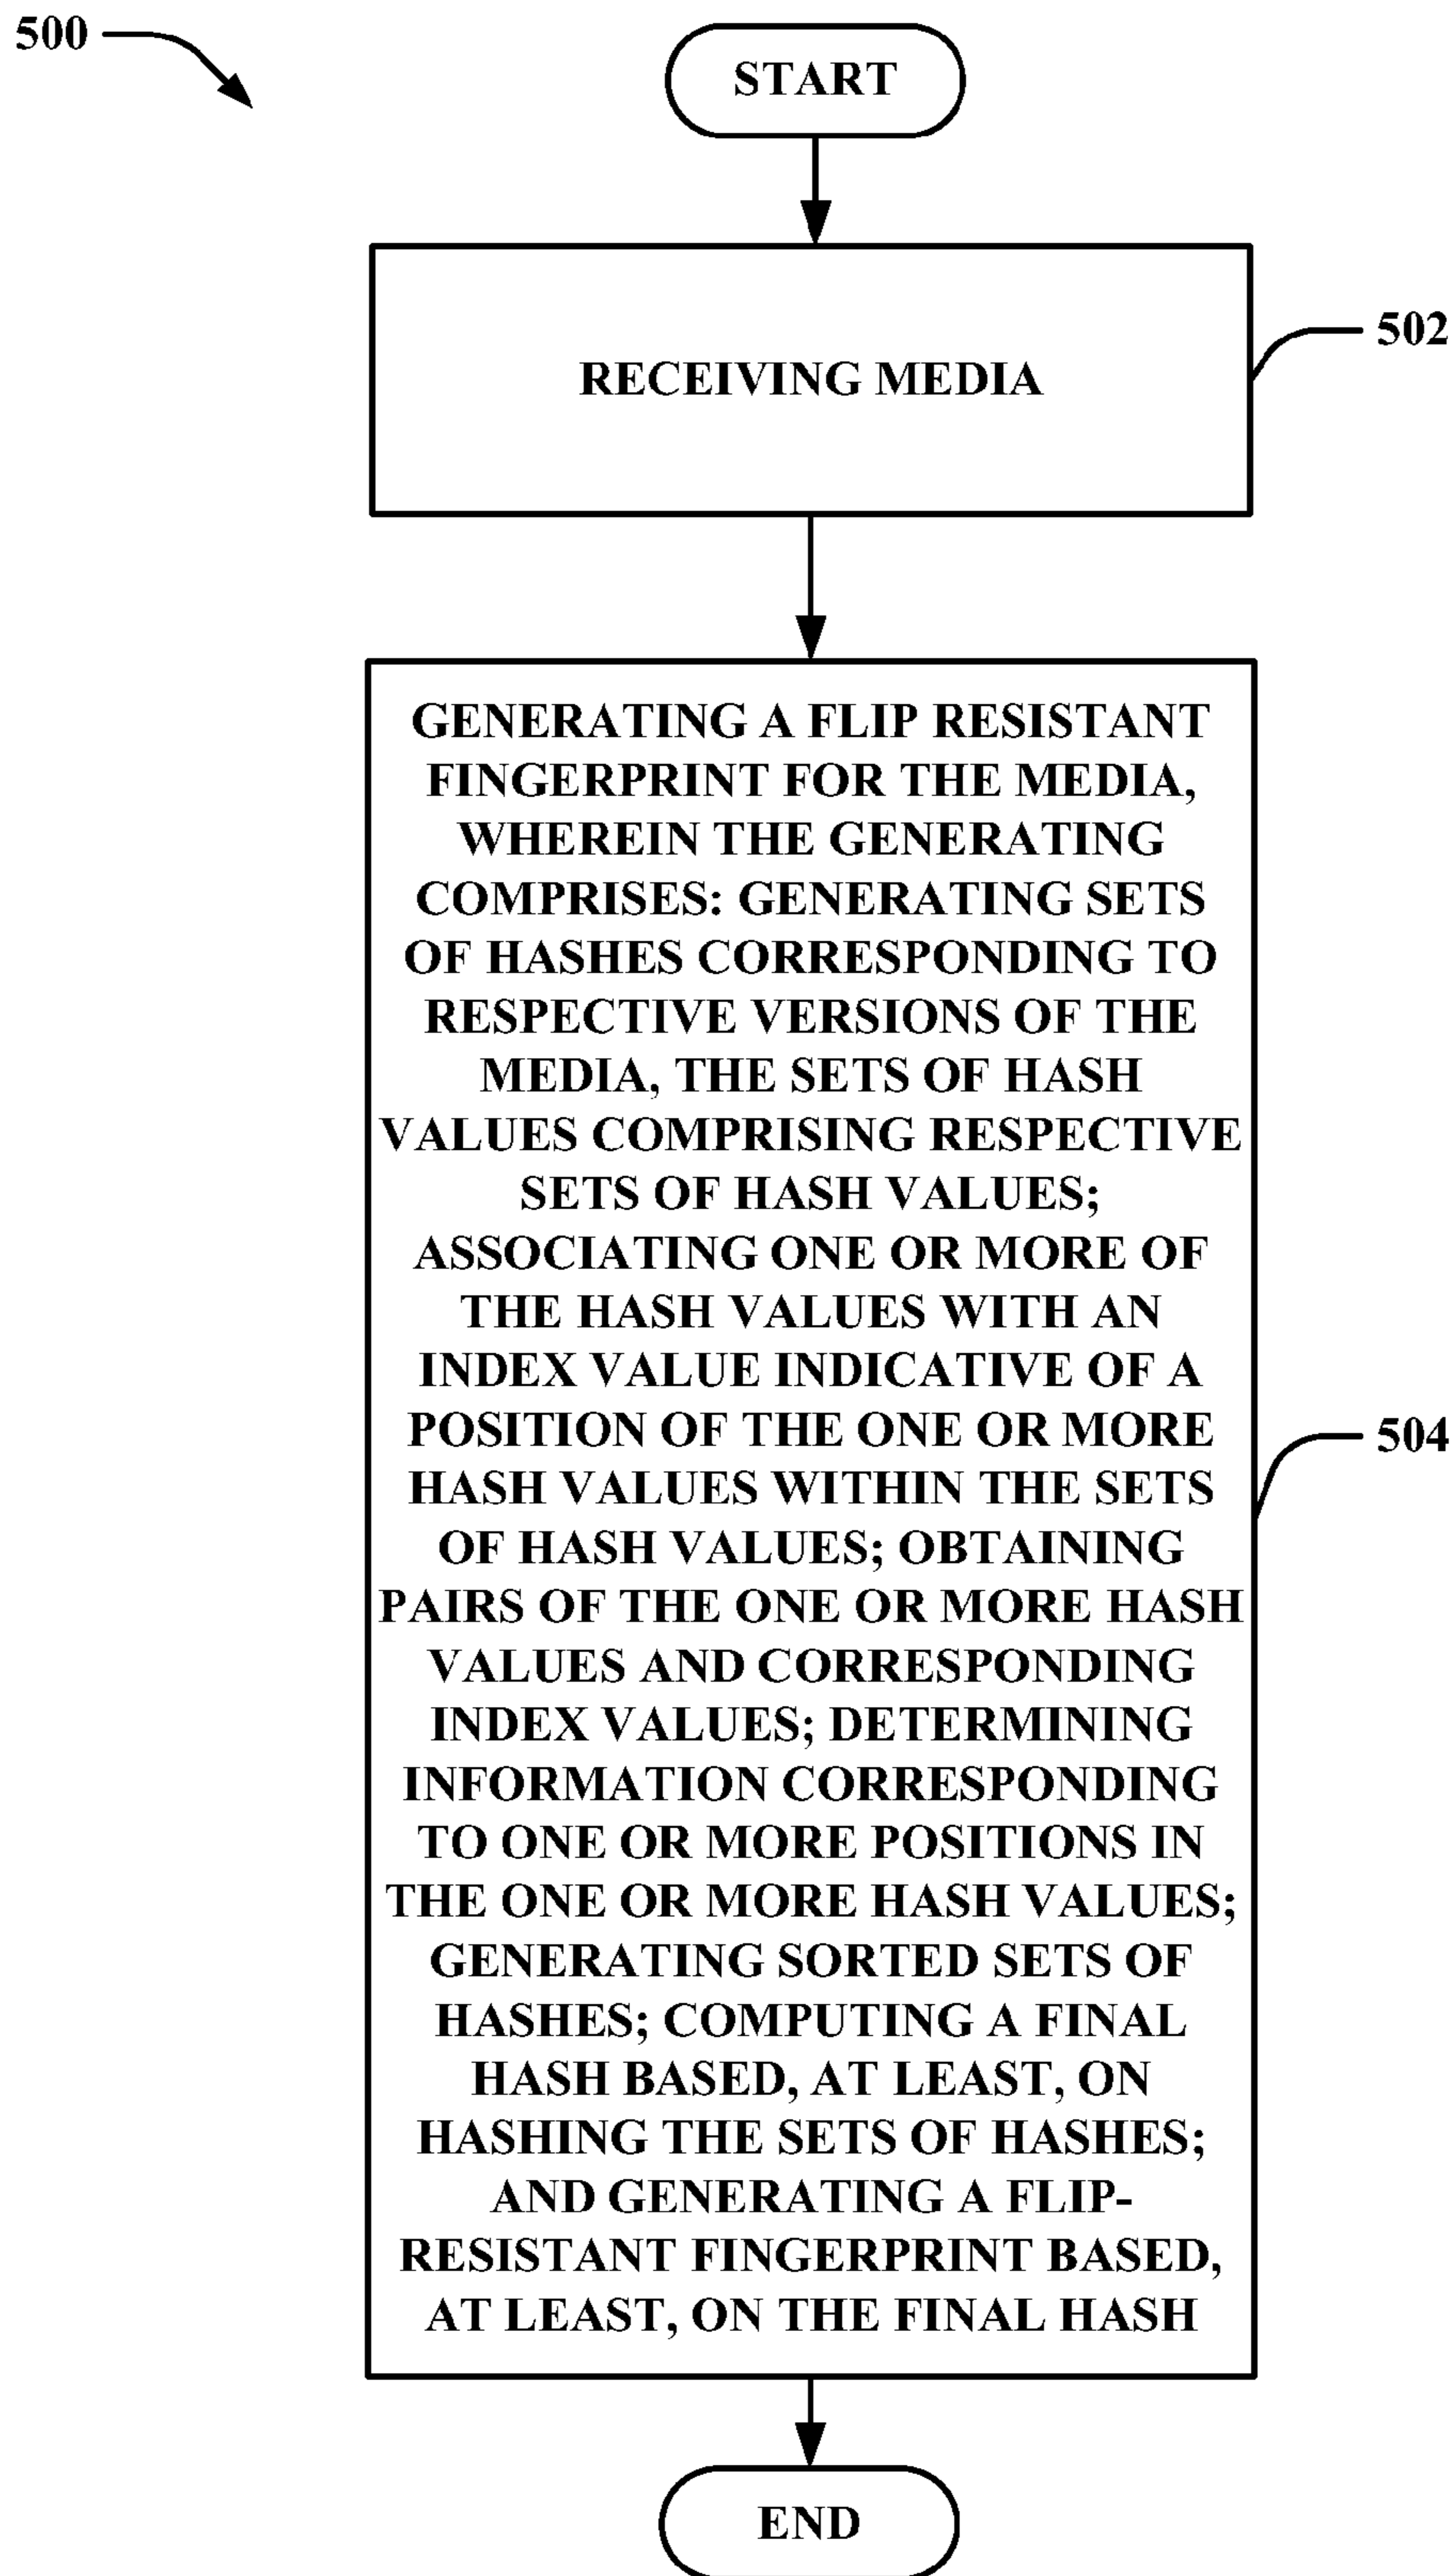 500
START
RECEIVING MEDIA
502
GENERATING A FLIP RESISTANT
FINGERPRINT FOR THE MEDIA,
WHEREIN THE GENERATING
COMPRISES: GENERATING SETS
OF HASHES CORRESPONDING TO
RESPECTIVE VERSIONS OF THE
MEDIA, THE SETS OF HASH
VALUES COMPRISING RESPECTIVE
SETS OF HASH VALUES;
ASSOCIATING ONE OR MORE OF
THE HASH VALUES WITH AN
INDEX VALUE INDICATIVE OF A
POSITION OF THE ONE OR MORE
HASH VALUES WITHIN THE SETS
OF HASH VALUES; OBTAINING
PAIRS OF THE ONE OR MORE HASH
VALUES AND CORRESPONDING
INDEX VALUES; DETERMINING
INFORMATION CORRESPONDING
TO ONE OR MORE POSITIONS IN
THE ONE OR MORE HASH VALUES;
GENERATING SORTED SETS OF
HASHES; COMPUTING A FINAL
HASH BASED, AT LEAST, ON
HASHING THE SETS OF HASHES;
AND GENERATING A FLIP-
RESISTANT FINGERPRINT BASED,
AT LEAST, ON THE FINAL HASH
504
END